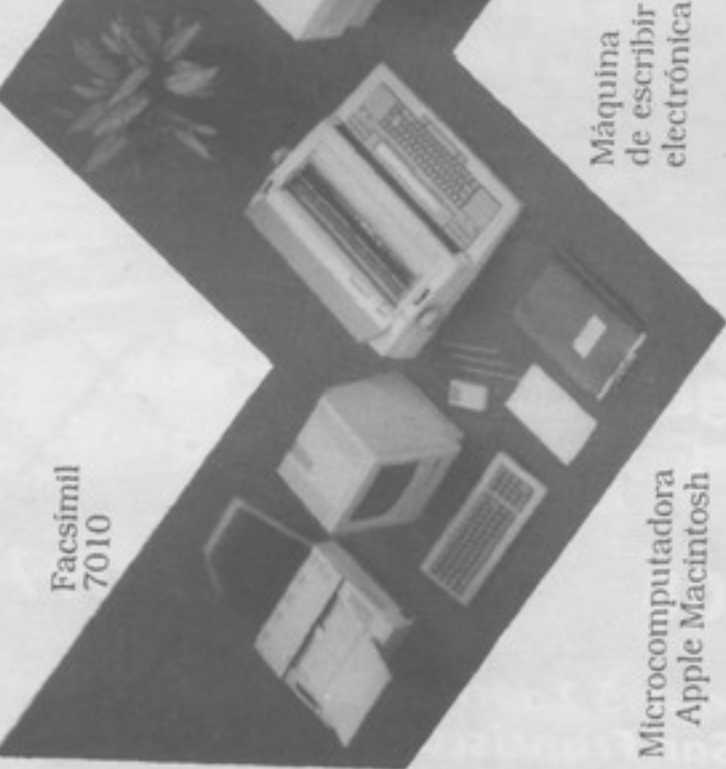 Facsímil
7010
Microcomputadora
Apple Macintosh
Máquina
de escribir
electrónica